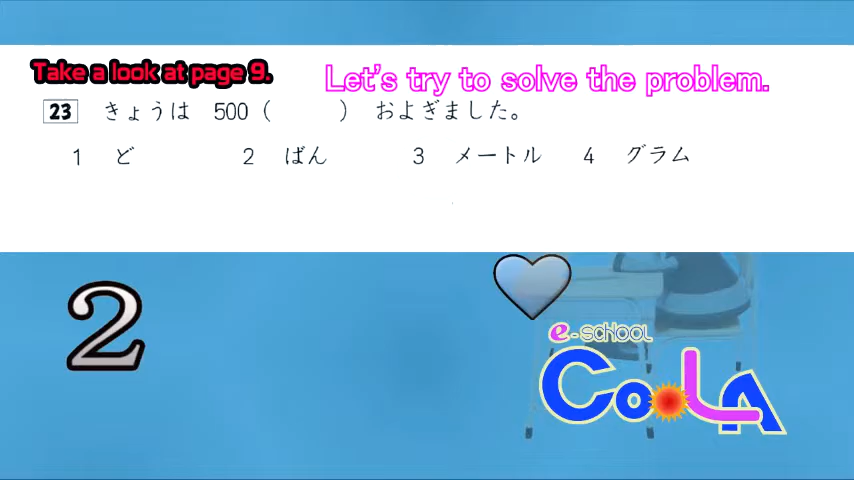 Take a look at page 9.
Let's try to solve the problem.
23 きょうは 500 ( ) およぎました。
1 ど 2 ばん 3 メートル 4 グラム
2
e-SCHOOL
CooLA